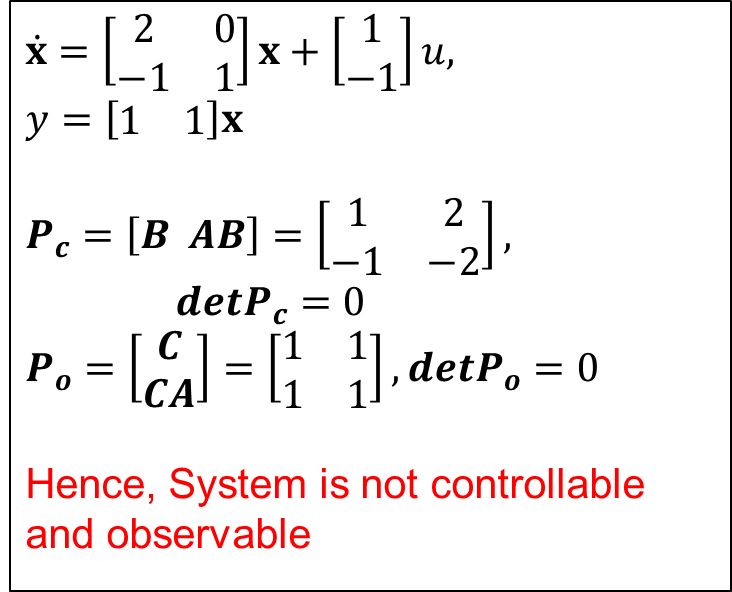 ẋ = [2 0; −1 1] x + [1; −1] u,
y = [1 1]x
P_c = [B AB] = [1 2; −1 −2],
detP_c = 0
P_o = [C; CA] = [1 1; 1 1], detP_o = 0
Hence, System is not controllable
and observable